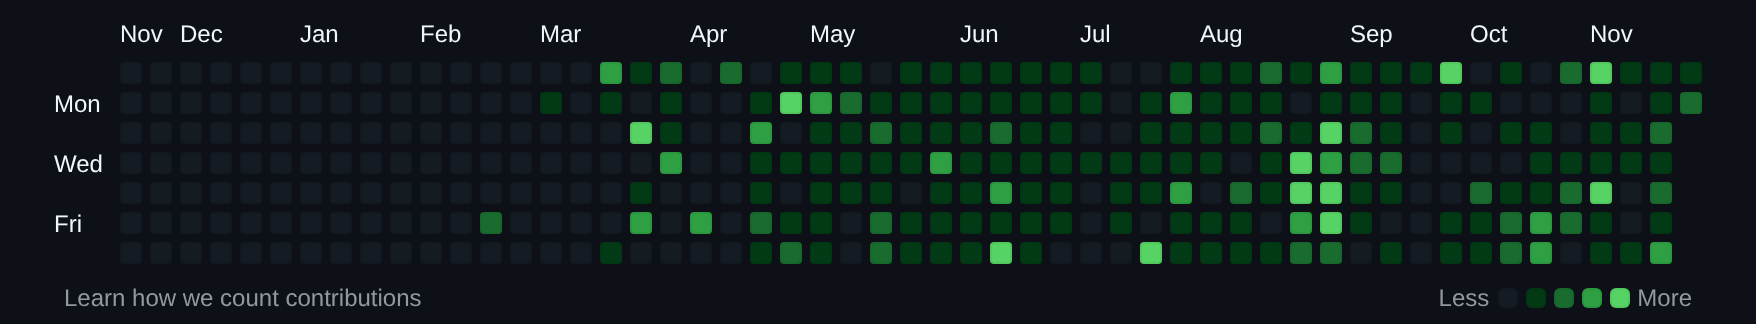 Nov Dec Jan Feb Mar Apr May Jun Jul Aug Sep Oct Nov
Mon
Wed
Fri
Learn how we count contributions Less More